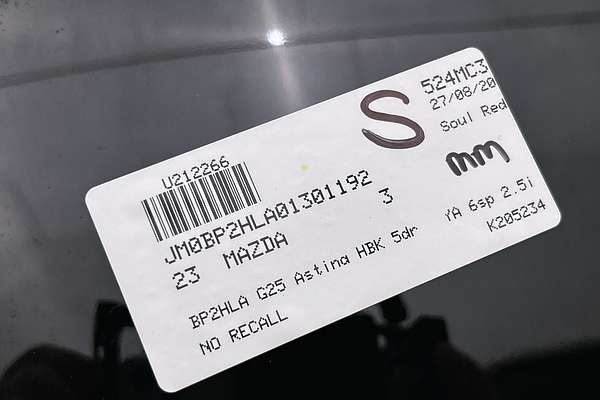 524MC3
27/08/20
S
Soul Red
U212266
mm
JM0BP2HLA01301192
3
23 MAZDA
YA 6sp 2.5i
K205234
BP2HLA G25 Astina HBK 5dr
NO RECALL